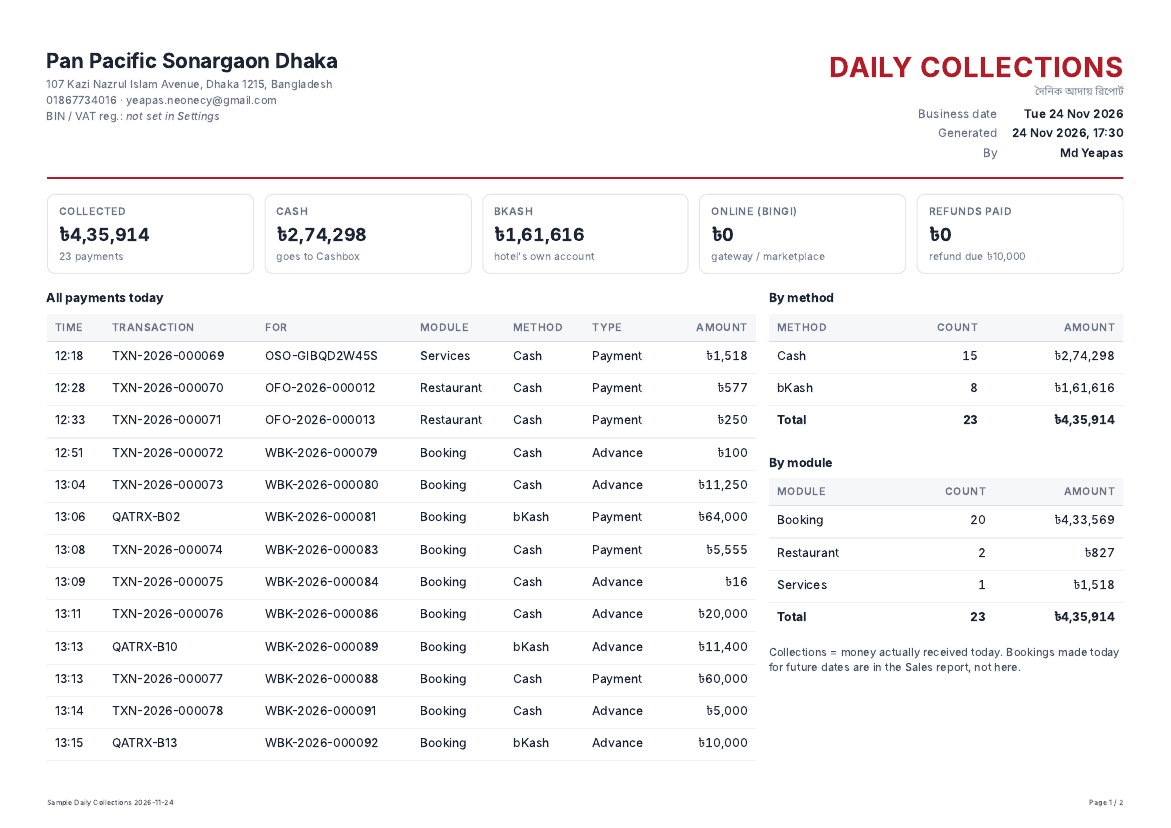 Pan Pacific Sonargaon Dhaka
107 Kazi Nazrul Islam Avenue, Dhaka 1215, Bangladesh
01867734016 · yeapas.neonecy@gmail.com
BIN / VAT reg.: not set in Settings
DAILY COLLECTIONS
দৈনিক আদায় রিপোর্ট
Business date Tue 24 Nov 2026
Generated 24 Nov 2026, 17:30
By Md Yeapas
COLLECTED
৳4,35,914
23 payments
CASH
৳2,74,298
goes to Cashbox
BKASH
৳1,61,616
hotel's own account
ONLINE (BINGI)
৳0
gateway / marketplace
REFUNDS PAID
৳0
refund due ৳10,000
All payments today
TIME TRANSACTION FOR MODULE METHOD TYPE AMOUNT
12:18 TXN-2026-000069 OSO-GIBQD2W45S Services Cash Payment ৳1,518
12:28 TXN-2026-000070 OFO-2026-000012 Restaurant Cash Payment ৳577
12:33 TXN-2026-000071 OFO-2026-000013 Restaurant Cash Payment ৳250
12:51 TXN-2026-000072 WBK-2026-000079 Booking Cash Advance ৳100
13:04 TXN-2026-000073 WBK-2026-000080 Booking Cash Advance ৳11,250
13:06 QATRX-B02 WBK-2026-000081 Booking bKash Payment ৳64,000
13:08 TXN-2026-000074 WBK-2026-000083 Booking Cash Payment ৳5,555
13:09 TXN-2026-000075 WBK-2026-000084 Booking Cash Advance ৳16
13:11 TXN-2026-000076 WBK-2026-000086 Booking Cash Advance ৳20,000
13:13 QATRX-B10 WBK-2026-000089 Booking bKash Advance ৳11,400
13:13 TXN-2026-000077 WBK-2026-000088 Booking Cash Payment ৳60,000
13:14 TXN-2026-000078 WBK-2026-000091 Booking Cash Advance ৳5,000
13:15 QATRX-B13 WBK-2026-000092 Booking bKash Advance ৳10,000
By method
METHOD COUNT AMOUNT
Cash 15 ৳2,74,298
bKash 8 ৳1,61,616
Total 23 ৳4,35,914
By module
MODULE COUNT AMOUNT
Booking 20 ৳4,33,569
Restaurant 2 ৳827
Services 1 ৳1,518
Total 23 ৳4,35,914
Collections = money actually received today. Bookings made today
for future dates are in the Sales report, not here.
Sample Daily Collections 2026-11-24
Page 1 / 2